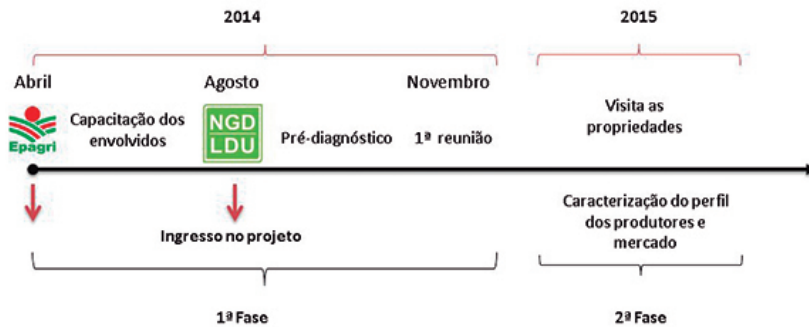 2014
2015
Abril
Agosto
Novembro
Epagri
Capacitação dos
envolvidos
NGD
LDU
Pré-diagnóstico
1ª reunião
Visita as
propriedades
Ingresso no projeto
Caracterização do perfil
dos produtores e
mercado
1ª Fase
2ª Fase